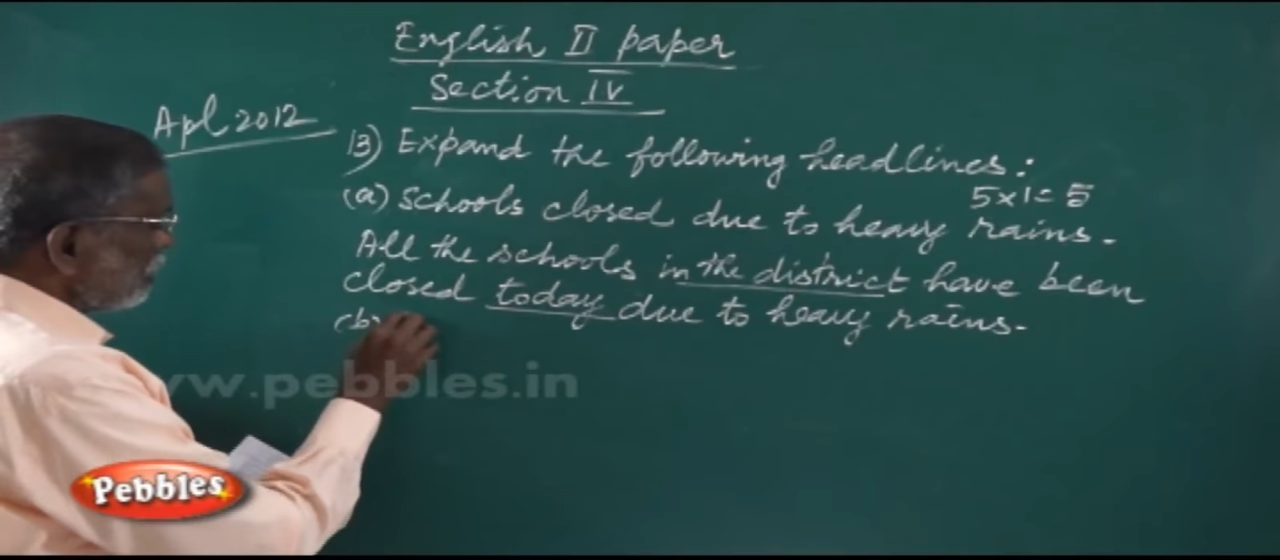 English II paper
Section IV
Apl 2012
13) Expand the following headlines:
5x1=5
(a) Schools closed due to heavy rains.
All the schools in the district have been
closed today due to heavy rains.
(b)
www.pebbles.in
Pebbles